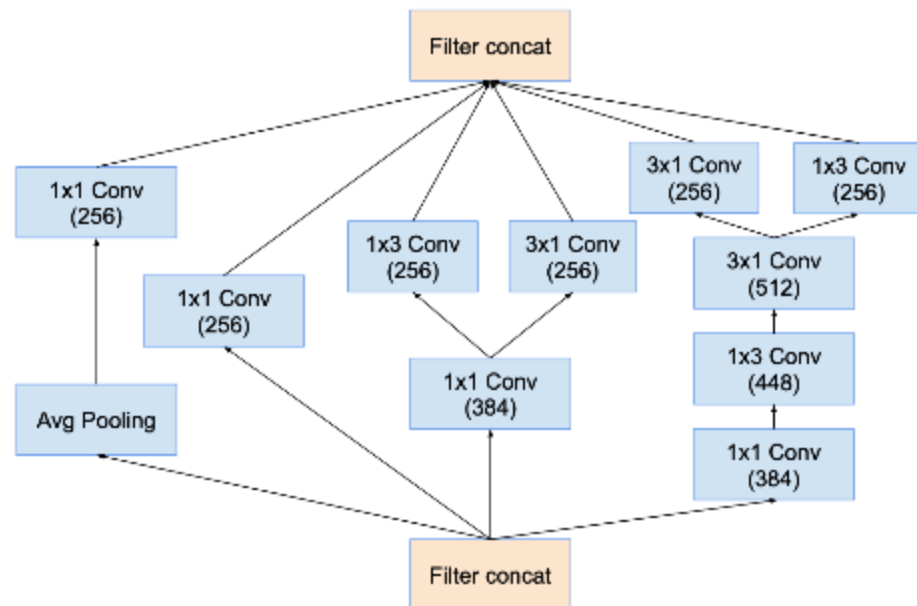 Filter concat
3x1 Conv
(256)
1x3 Conv
(256)
1x1 Conv
(256)
1x3 Conv
(256)
3x1 Conv
(256)
3x1 Conv
(512)
1x1 Conv
(256)
1x3 Conv
(448)
1x1 Conv
(384)
Avg Pooling
1x1 Conv
(384)
Filter concat